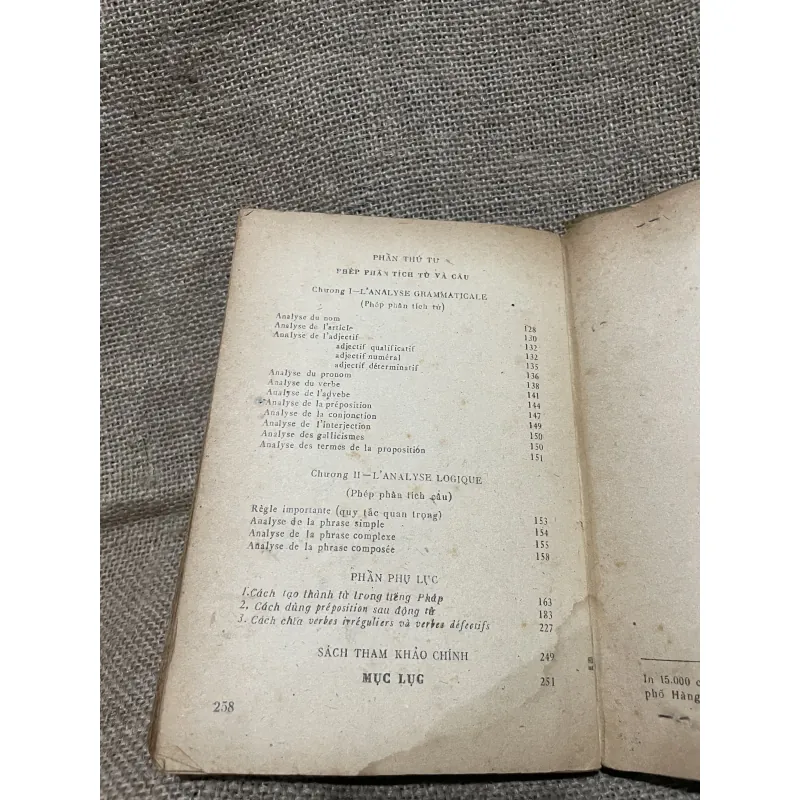 PHẦN THỨ TƯ
PHÉP PHÂN TÍCH TỪ VÀ CÂU
Chương I—L'ANALYSE GRAMMATICALE
(Phép phân tích từ)
Analyse du nom 128
Analyse de l'article 130
Analyse de l'adjectif
adjectif qualificatif 132
adjectif numéral 132
adjectif déterminatif 135
Analyse du pronom 136
Analyse du verbe 138
Analyse de l'advebe 141
Analyse de la préposition 144
Analyse de la conjonction 147
Analyse de l'interjection 149
Analyse des gallicismes 150
Analyse des termes de la proposition 150
151
Chương II—L'ANALYSE LOGIQUE
(Phép phân tích câu)
Règle importante (quy tắc quan trọng)
Analyse de la phrase simple 153
Analyse de la phrase complexe 154
Analyse de la phrase composée 155
158
PHẦN PHỤ LỤC
1. Cách tạo thành từ trong tiếng Pháp 163
2. Cách dùng préposition sau động từ 183
3. Cách chia verbes irréguliers và verbes défectifs 227
SÁCH THAM KHẢO CHÍNH 249
MỤC LỤC 251
258
In 15.000
phố Hàng